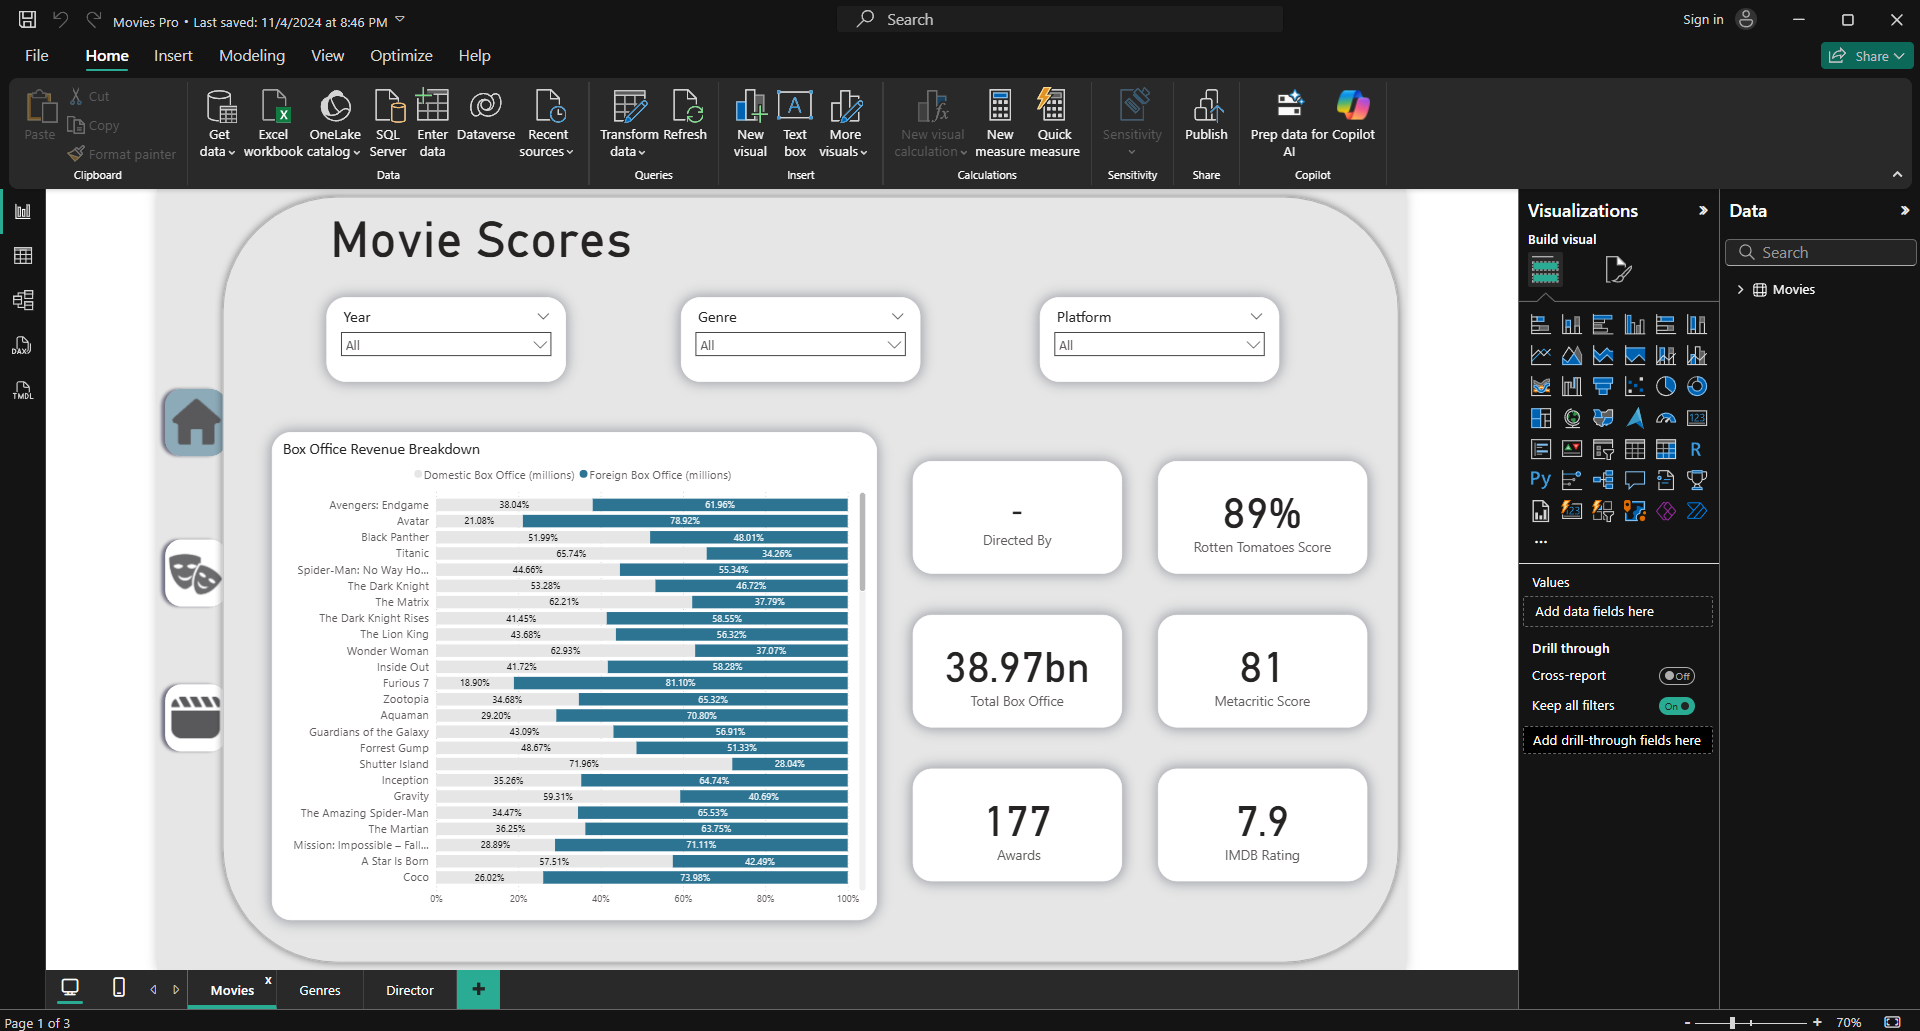 Movies Pro • Last saved: 11/4/2024 at 8:46 PM
Search
Sign in
File Home Insert Modeling View Optimize Help
Share
Paste
Cut
Copy
Format painter
Clipboard
Get data
Excel workbook
OneLake catalog
SQL Server
Enter data
Dataverse
Recent sources
Data
Transform data
Refresh
Queries
New visual
Text box
More visuals
Insert
New visual calculation
New measure
Quick measure
Calculations
Sensitivity
Sensitivity
Publish
Share
Prep data for AI
Copilot
Copilot
DAX
TMDL
Movie Scores
Year
All
Genre
All
Platform
All
Box Office Revenue Breakdown
Domestic Box Office (millions) Foreign Box Office (millions)
Avengers: Endgame 38.04% 61.96%
Avatar 21.08% 78.92%
Black Panther 51.99% 48.01%
Titanic 65.74% 34.26%
Spider-Man: No Way Ho... 44.66% 55.34%
The Dark Knight 53.28% 46.72%
The Matrix 62.21% 37.79%
The Dark Knight Rises 41.45% 58.55%
The Lion King 43.68% 56.32%
Wonder Woman 62.93% 37.07%
Inside Out 41.72% 58.28%
Furious 7 18.90% 81.10%
Zootopia 34.68% 65.32%
Aquaman 29.20% 70.80%
Guardians of the Galaxy 43.09% 56.91%
Forrest Gump 48.67% 51.33%
Shutter Island 71.96% 28.04%
Inception 35.26% 64.74%
Gravity 59.31% 40.69%
The Amazing Spider-Man 34.47% 65.53%
The Martian 36.25% 63.75%
Mission: Impossible – Fall... 28.89% 71.11%
A Star Is Born 57.51% 42.49%
Coco 26.02% 73.98%
0% 20% 40% 60% 80% 100%
-
Directed By
89%
Rotten Tomatoes Score
38.97bn
Total Box Office
81
Metacritic Score
177
Awards
7.9
IMDB Rating
Visualizations
Build visual
123
R
Py
123
...
Values
Add data fields here
Drill through
Cross-report
Off
Keep all filters
On
Add drill-through fields here
Data
Search
Movies
Movies x
Genres
Director
+
Page 1 of 3
- + 70%